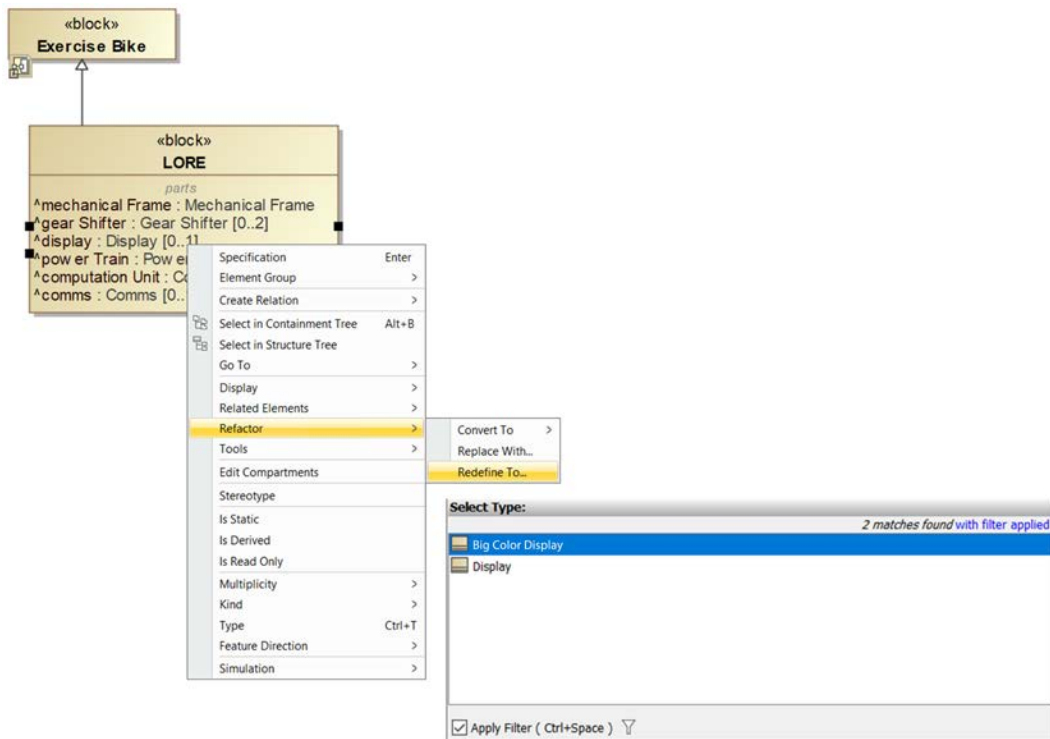 «block»
Exercise Bike
«block»
LORE
parts
^mechanical Frame : Mechanical Frame
^gear Shifter : Gear Shifter [0..2]
^display : Display [0..1]
^power Train : Powe
^computation Unit : Co
^comms : Comms [0..
Specification Enter
Element Group >
Create Relation >
Select in Containment Tree Alt+B
Select in Structure Tree
Go To >
Display >
Related Elements >
Refactor >
Tools >
Edit Compartments
Stereotype
Is Static
Is Derived
Is Read Only
Multiplicity >
Kind >
Type Ctrl+T
Feature Direction >
Simulation >
Convert To >
Replace With...
Redefine To...
Select Type:
2 matches found with filter applied
Big Color Display
Display
Apply Filter ( Ctrl+Space )